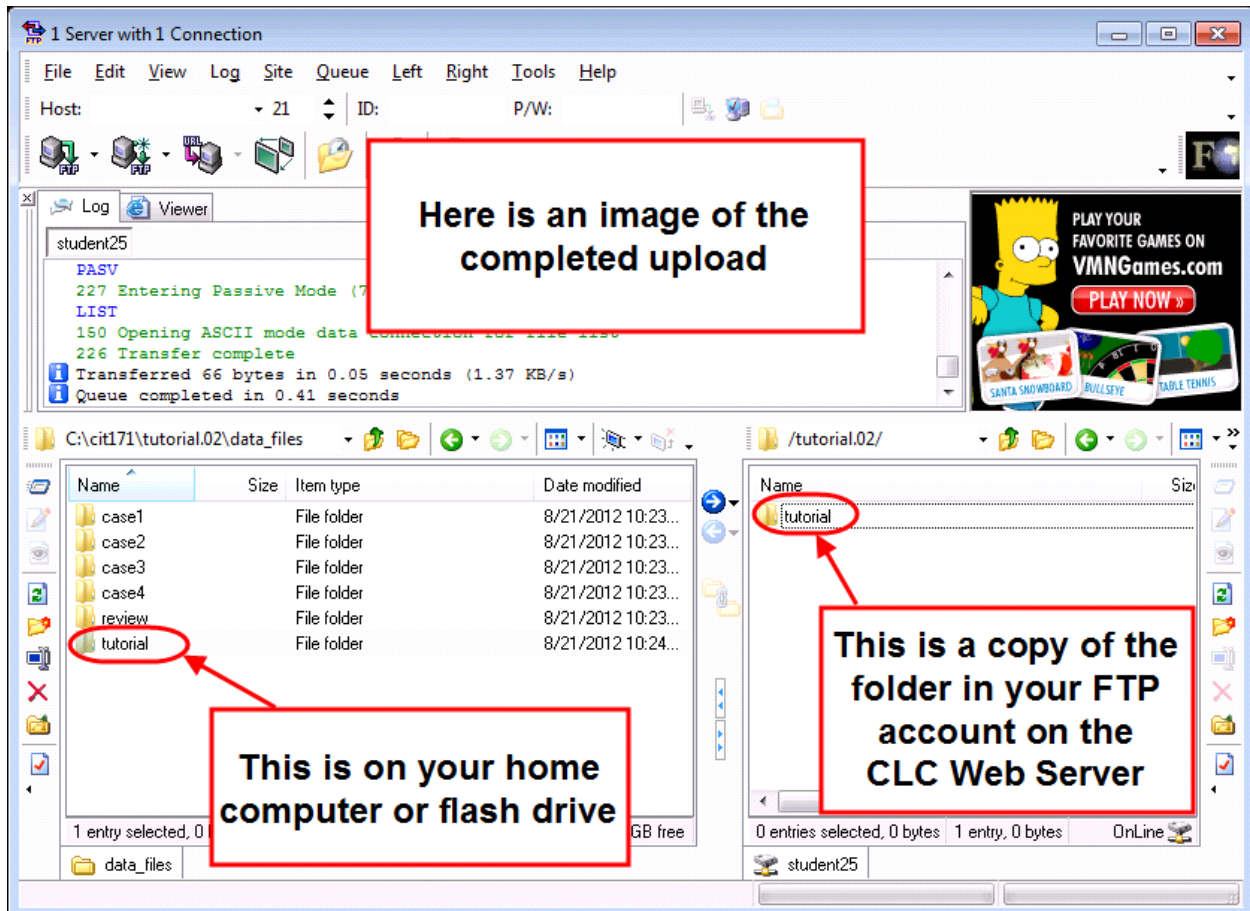 1 Server with 1 Connection
File Edit View Log Site Queue Left Right Tools Help
Host: 21 ID: P/W:
FTP FTP URL
F
Here is an image of the
completed upload
Log Viewer
student25
PASV
227 Entering Passive Mode (7
LIST
150 Opening ASCII mode data connection for file list
226 Transfer complete
Transferred 66 bytes in 0.05 seconds (1.37 KB/s)
Queue completed in 0.41 seconds
PLAY YOUR
FAVORITE GAMES ON
VMNGames.com
PLAY NOW »
SANTA SNOWBOARD BULLSEYE TABLE TENNIS
C:\cit171\tutorial.02\data_files
Name Size Item type Date modified
case1 File folder 8/21/2012 10:23...
case2 File folder 8/21/2012 10:23...
case3 File folder 8/21/2012 10:23...
case4 File folder 8/21/2012 10:23...
review File folder 8/21/2012 10:23...
tutorial File folder 8/21/2012 10:24...
This is on your home
computer or flash drive
1 entry selected, 0 GB free
data_files
/tutorial.02/
Name Siz
tutorial
This is a copy of the
folder in your FTP
account on the
CLC Web Server
0 entries selected, 0 bytes 1 entry, 0 bytes OnLine
student25